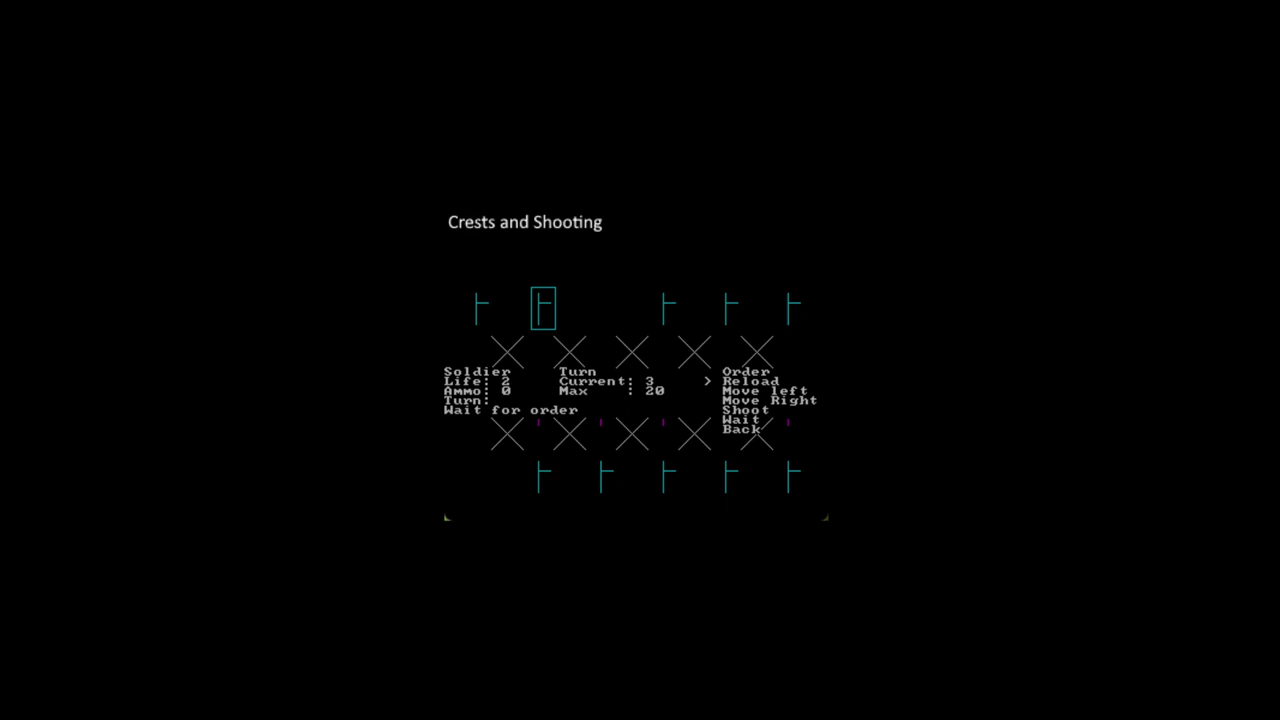 Crests and Shooting
Soldier
Life: 2
Ammo: 0
Turn:
Wait for order
Turn
Current: 3
Max : 20
Order
> Reload
Move left
Move Right
Shoot
Wait
Back